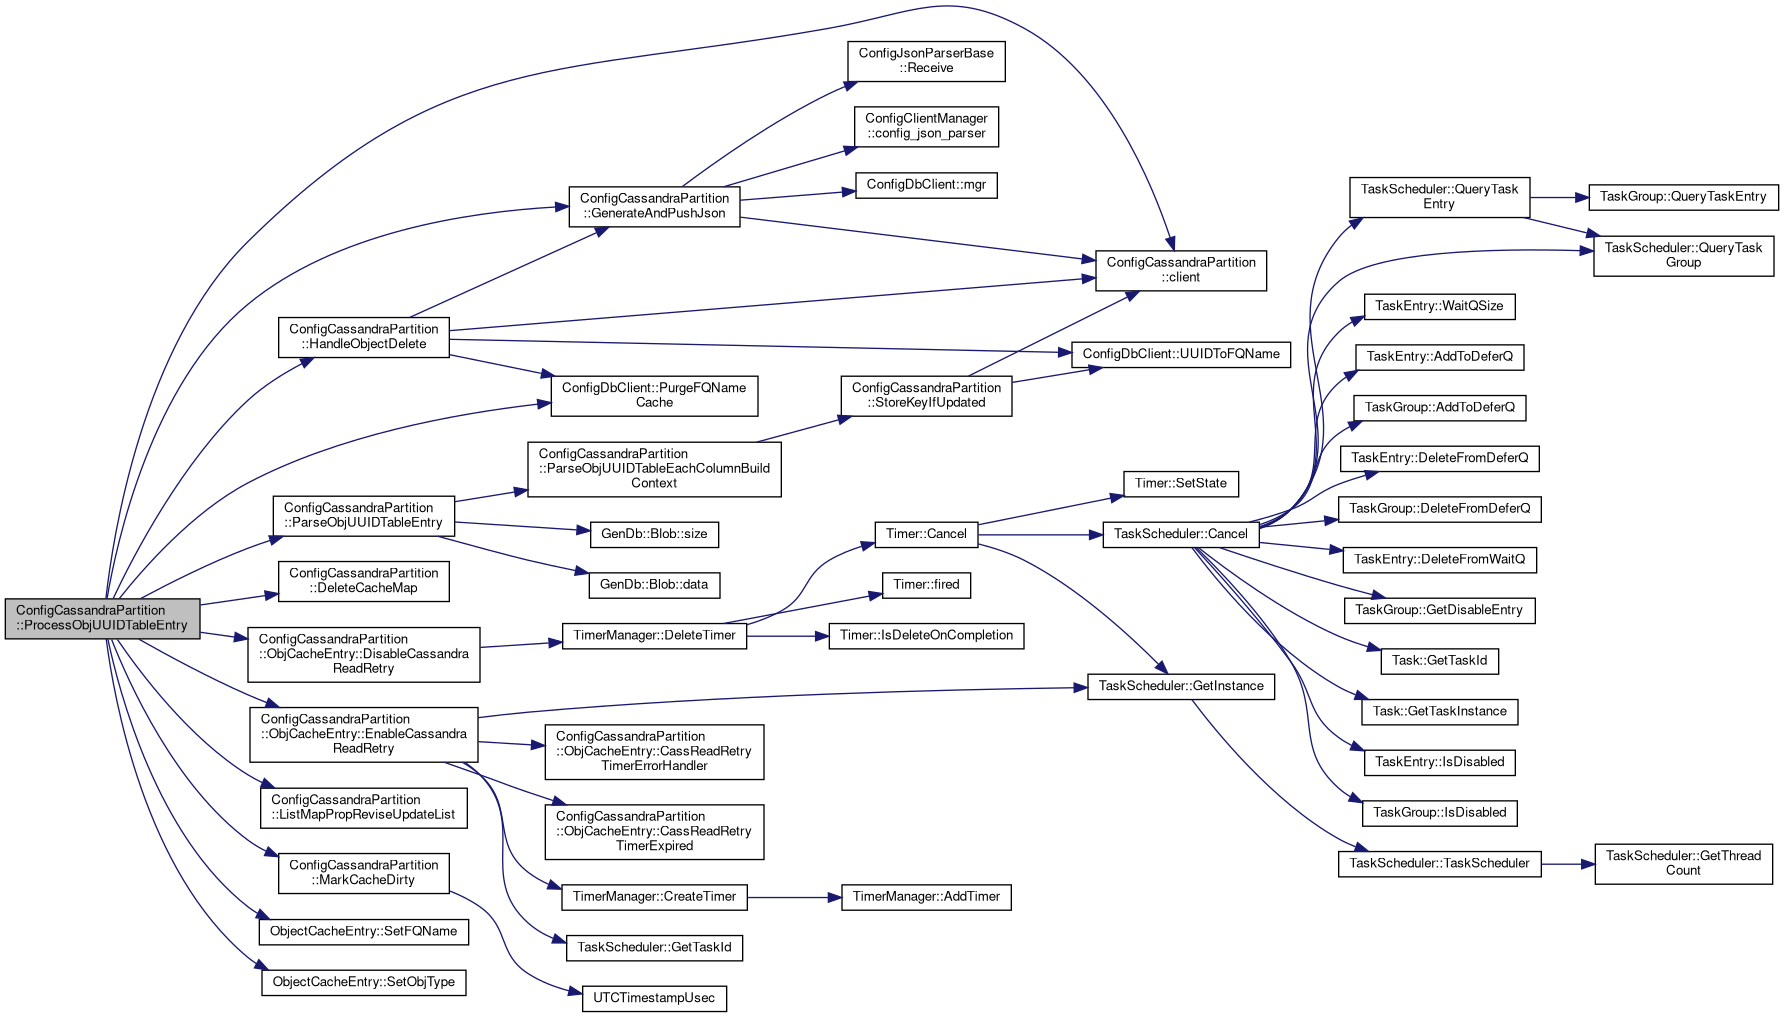 ConfigCassandraPartition
::ProcessObjUUIDTableEntry
ConfigCassandraPartition
::GenerateAndPushJson
ConfigCassandraPartition
::HandleObjectDelete
ConfigDbClient::PurgeFQName
Cache
ConfigCassandraPartition
::ParseObjUUIDTableEntry
ConfigCassandraPartition
::DeleteCacheMap
ConfigCassandraPartition
::ObjCacheEntry::DisableCassandra
ReadRetry
ConfigCassandraPartition
::ObjCacheEntry::EnableCassandra
ReadRetry
ConfigCassandraPartition
::ListMapPropReviseUpdateList
ConfigCassandraPartition
::MarkCacheDirty
ObjectCacheEntry::SetFQName
ObjectCacheEntry::SetObjType
ConfigJsonParserBase
::Receive
ConfigClientManager
::config_json_parser
ConfigDbClient::mgr
ConfigCassandraPartition
::client
ConfigDbClient::UUIDToFQName
ConfigCassandraPartition
::StoreKeyIfUpdated
ConfigCassandraPartition
::ParseObjUUIDTableEachColumnBuild
Context
GenDb::Blob::size
GenDb::Blob::data
TimerManager::DeleteTimer
Timer::Cancel
Timer::fired
Timer::IsDeleteOnCompletion
Timer::SetState
TaskScheduler::Cancel
TaskScheduler::GetInstance
ConfigCassandraPartition
::ObjCacheEntry::CassReadRetry
TimerErrorHandler
ConfigCassandraPartition
::ObjCacheEntry::CassReadRetry
TimerExpired
TimerManager::CreateTimer
TimerManager::AddTimer
TaskScheduler::GetTaskId
UTCTimestampUsec
TaskScheduler::QueryTask
Entry
TaskGroup::QueryTaskEntry
TaskScheduler::QueryTask
Group
TaskEntry::WaitQSize
TaskEntry::AddToDeferQ
TaskGroup::AddToDeferQ
TaskEntry::DeleteFromDeferQ
TaskGroup::DeleteFromDeferQ
TaskEntry::DeleteFromWaitQ
TaskGroup::GetDisableEntry
Task::GetTaskId
Task::GetTaskInstance
TaskEntry::IsDisabled
TaskGroup::IsDisabled
TaskScheduler::TaskScheduler
TaskScheduler::GetThread
Count